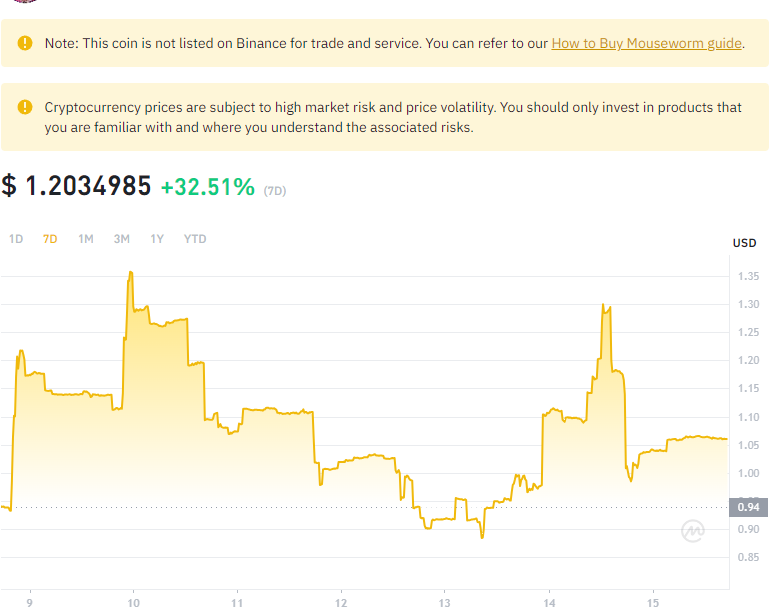 Note: This coin is not listed on Binance for trade and service. You can refer to our How to Buy Mouseworm guide.
Cryptocurrency prices are subject to high market risk and price volatility. You should only invest in products that
you are familiar with and where you understand the associated risks.
$ 1.2034985 +32.51% (7D)
1D 7D 1M 3M 1Y YTD
USD
1.35
1.30
1.25
1.20
1.15
1.10
1.05
1.00
0.94
0.90
0.85
9 10 11 12 13 14 15